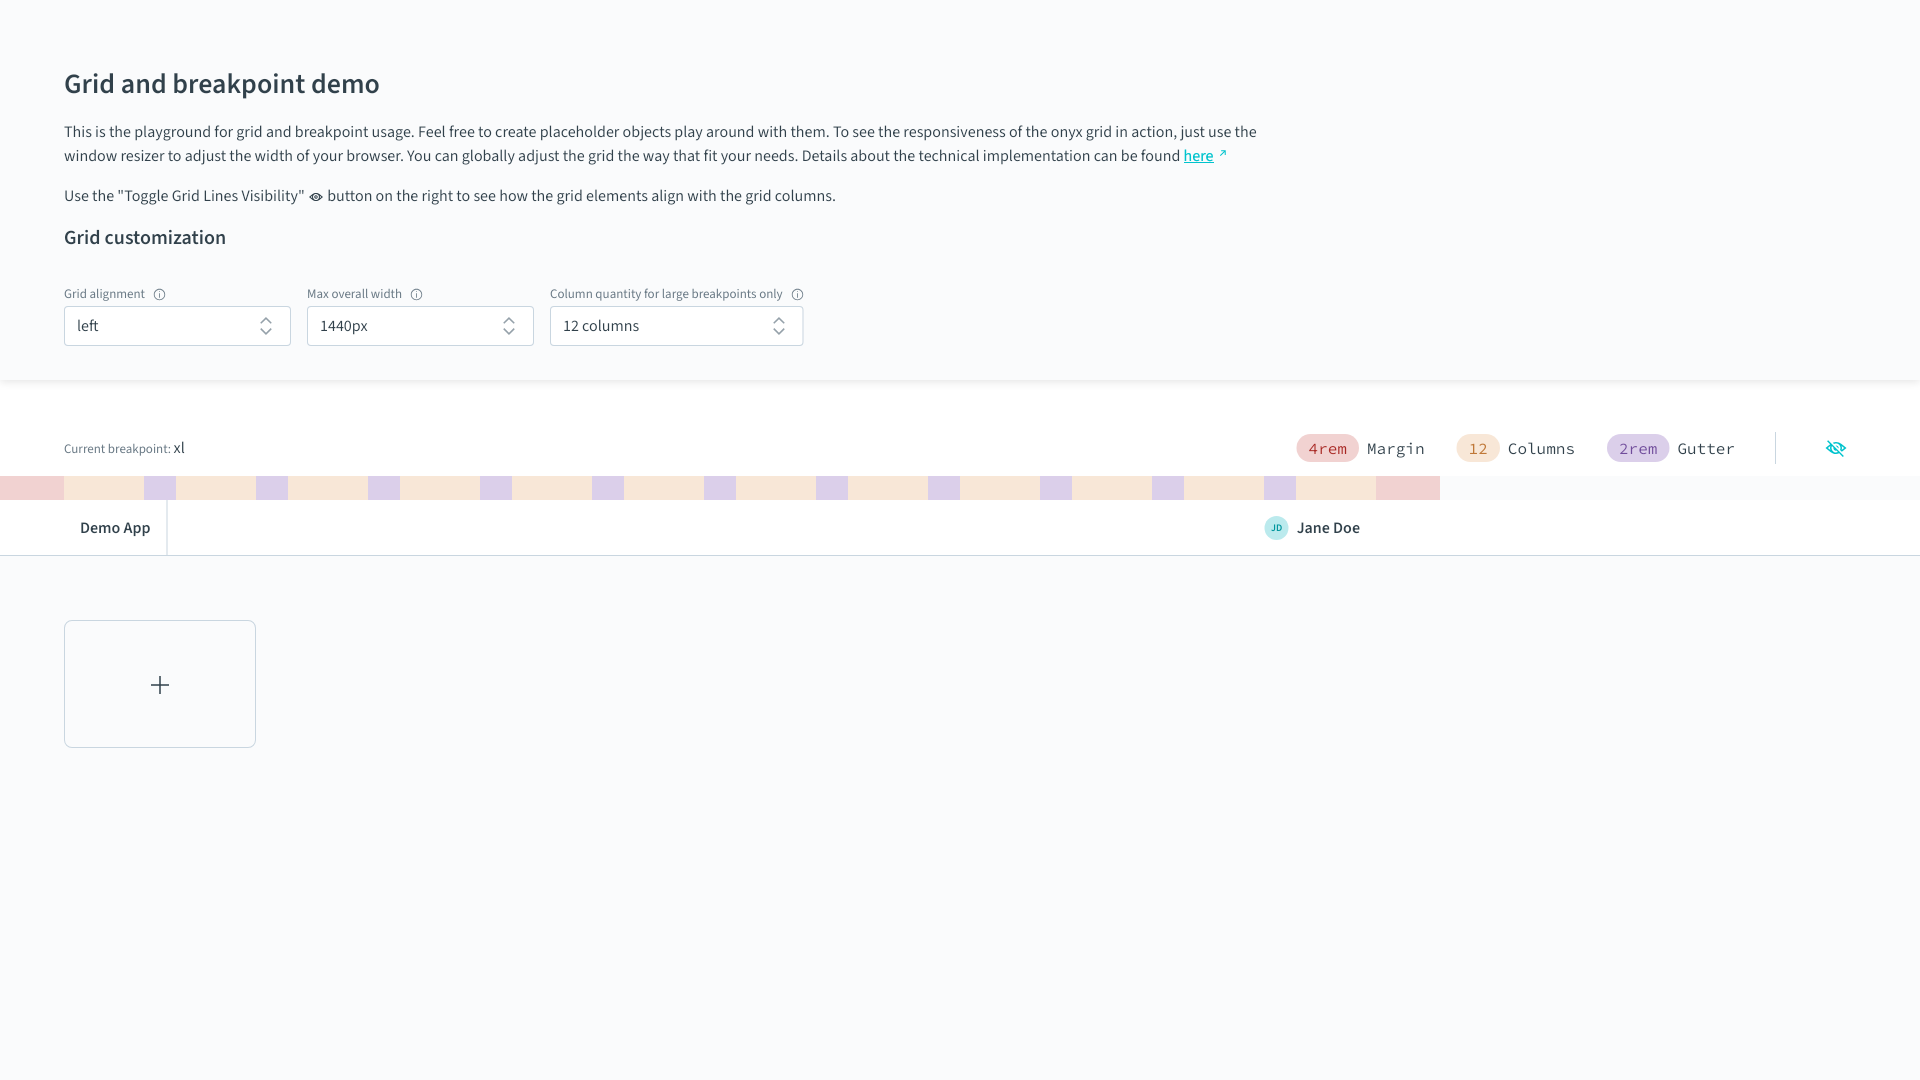 Grid and breakpoint demo
This is the playground for grid and breakpoint usage. Feel free to create placeholder objects play around with them. To see the responsiveness of the onyx grid in action, just use the
window resizer to adjust the width of your browser. You can globally adjust the grid the way that fit your needs. Details about the technical implementation can be found here
Use the "Toggle Grid Lines Visibility" button on the right to see how the grid elements align with the grid columns.
Grid customization
Grid alignment
Max overall width
Column quantity for large breakpoints only
left
1440px
12 columns
Current breakpoint: xl
4rem Margin
12 Columns
2rem Gutter
Demo App
JD Jane Doe